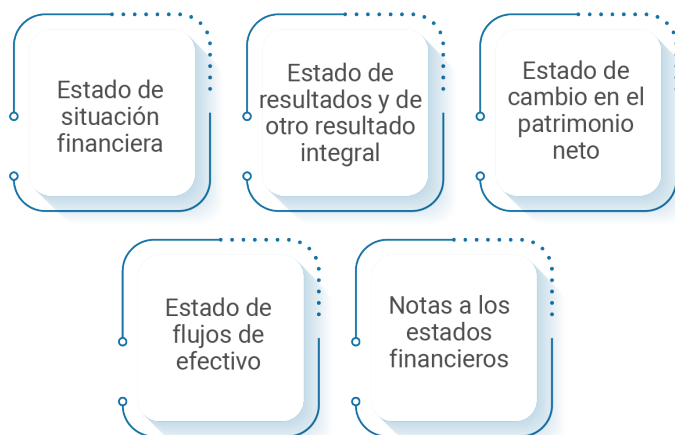 Estado de
situación
financiera
Estado de
resultados y de
otro resultado
integral
Estado de
cambio en el
patrimonio
neto
Estado de
flujos de
efectivo
Notas a los
estados
financieros